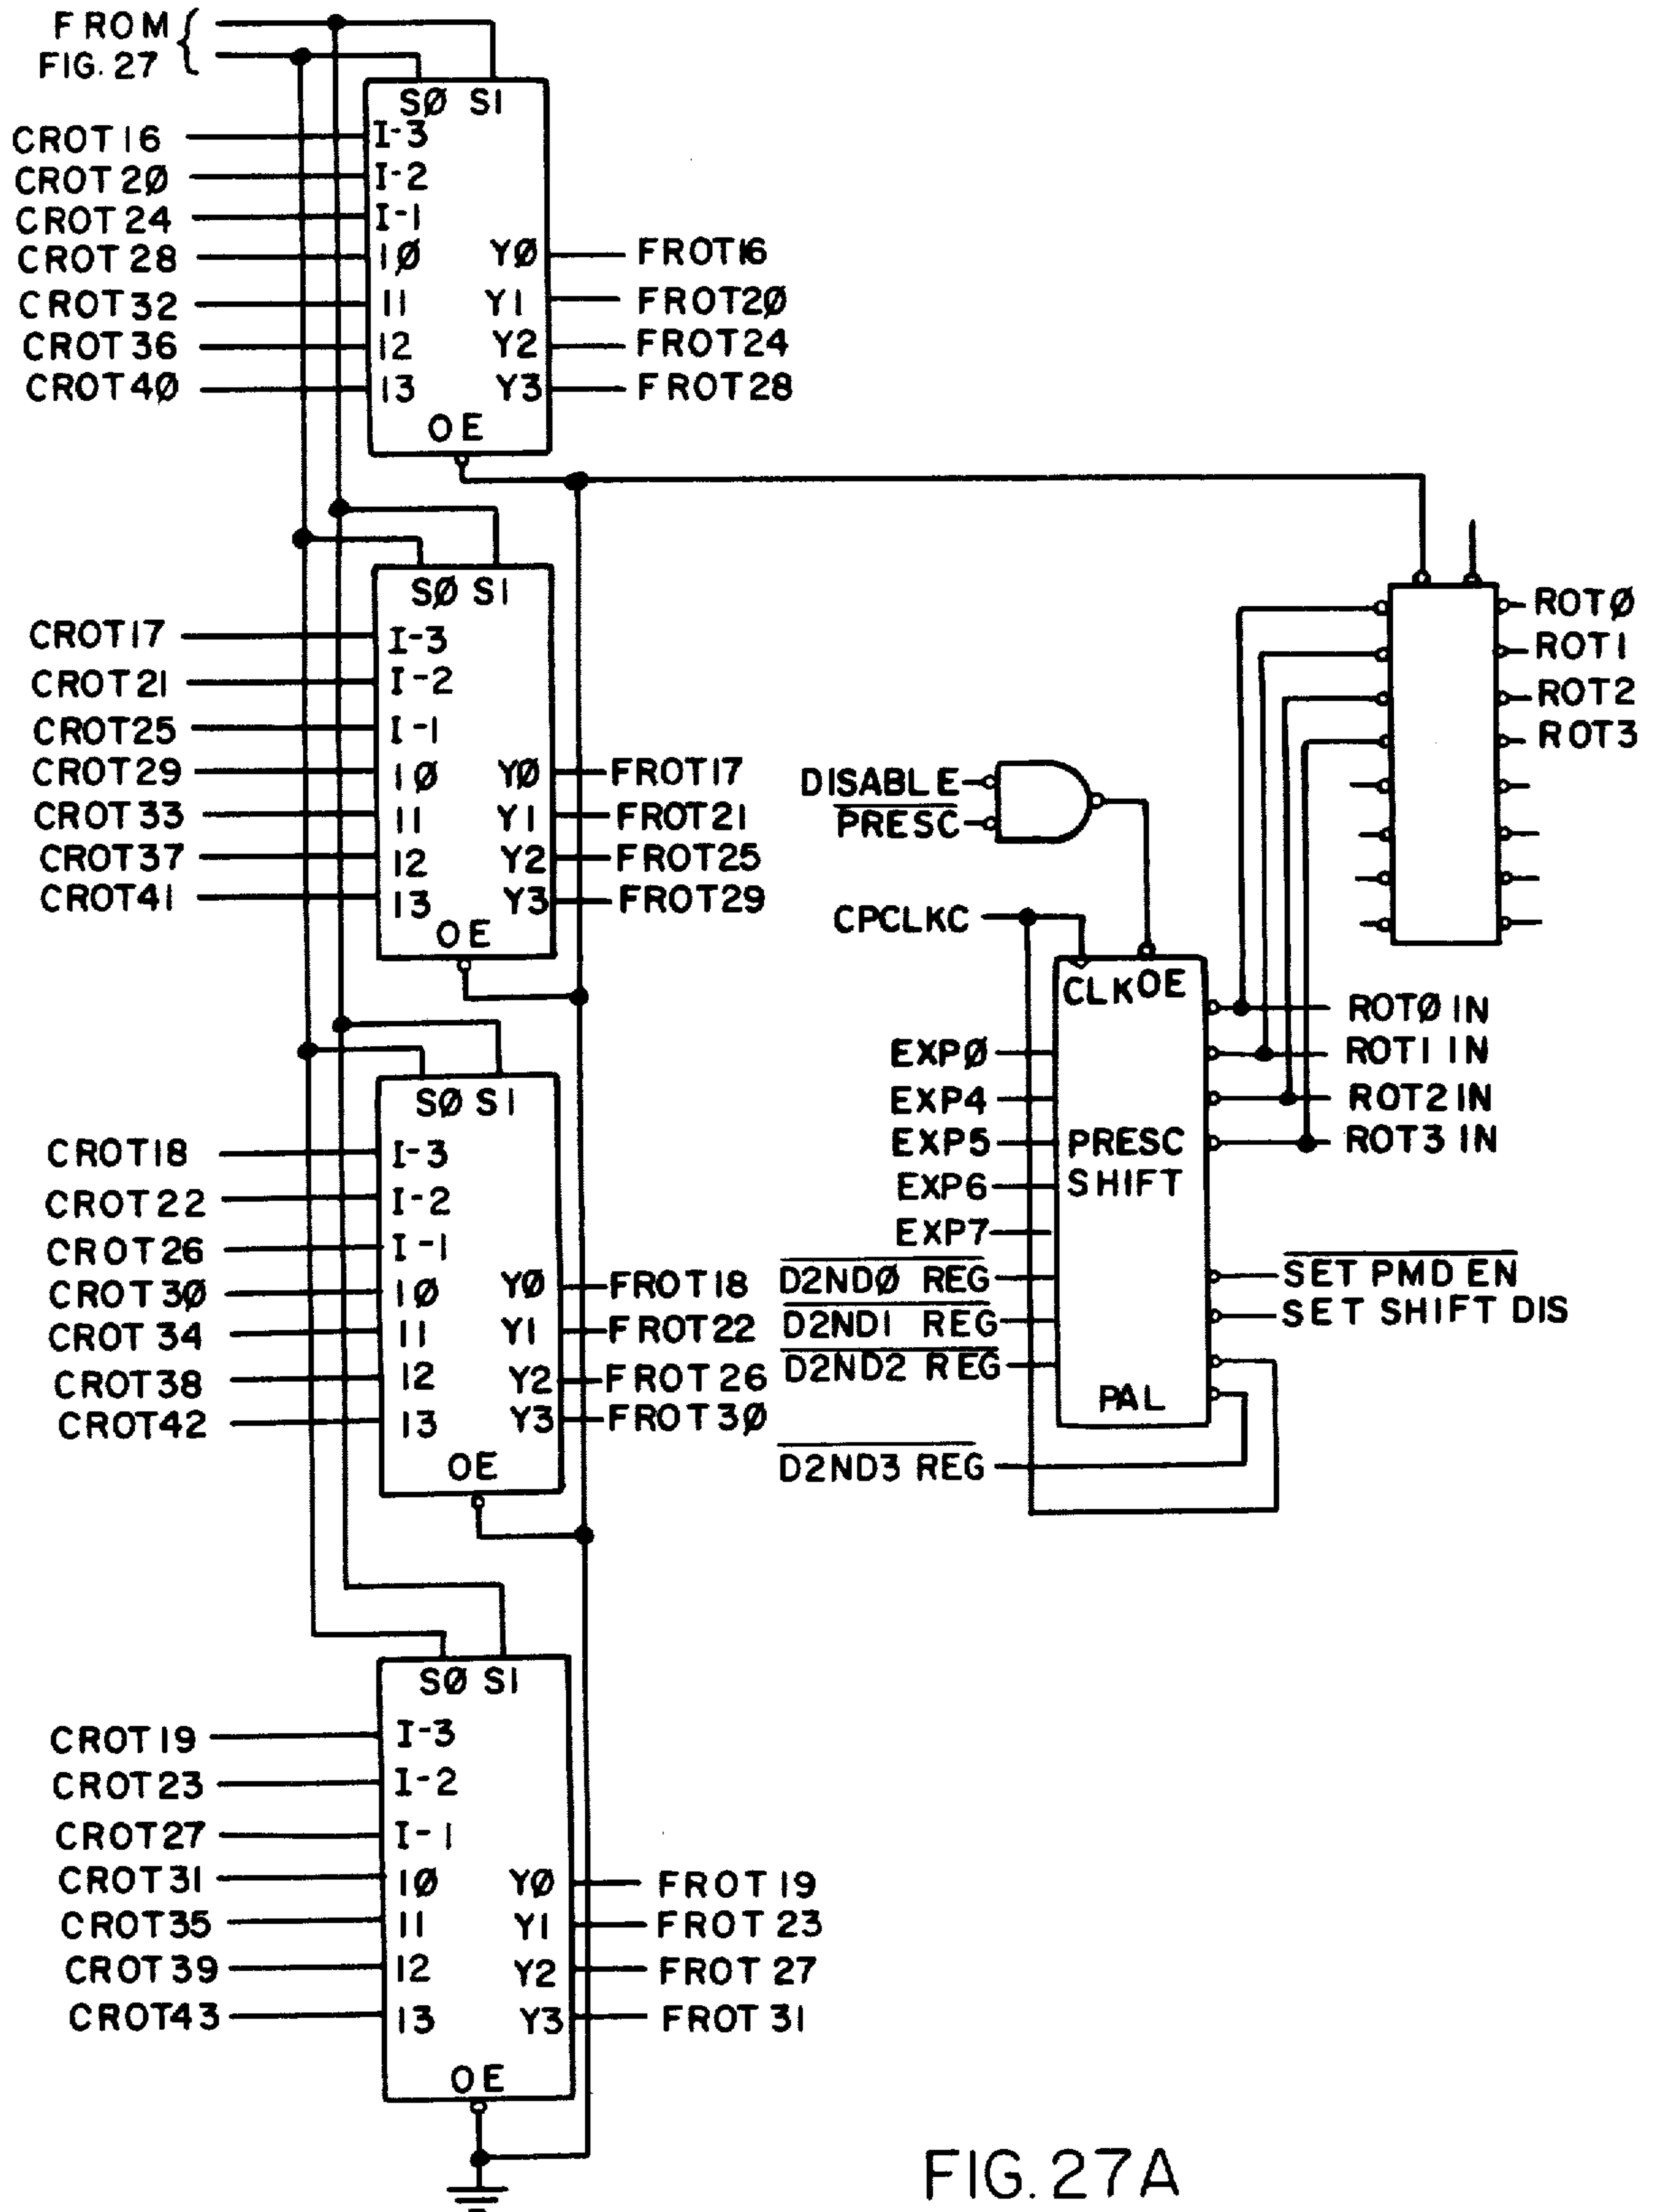 FROM
FIG. 27
SØ S1
CROT16 I-3
CROT2Ø I-2
CROT24 I-1
CROT28 IØ YØ FROT16
CROT32 I1 Y1 FROT2Ø
CROT36 I2 Y2 FROT24
CROT4Ø I3 Y3 FROT28
OE
SØ S1
CROT17 I-3
CROT21 I-2
CROT25 I-1
CROT29 IØ YØ FROT17
CROT33 I1 Y1 FROT21
CROT37 I2 Y2 FROT25
CROT41 I3 Y3 FROT29
OE
SØ S1
CROT18 I-3
CROT22 I-2
CROT26 I-1
CROT3Ø IØ YØ FROT18
CROT34 I1 Y1 FROT22
CROT38 I2 Y2 FROT26
CROT42 I3 Y3 FROT3Ø
OE
SØ S1
CROT19 I-3
CROT23 I-2
CROT27 I-1
CROT31 IØ YØ FROT19
CROT35 I1 Y1 FROT23
CROT39 I2 Y2 FROT27
CROT43 I3 Y3 FROT31
OE
ROTØ
ROT1
ROT2
ROT3
DISABLE
PRESC
CPCLKC
CLK OE
ROTØ IN
EXPØ ROT1 IN
EXP4 ROT2 IN
EXP5 PRESC ROT3 IN
EXP6 SHIFT
EXP7
D2NDØ REG SET PMD EN
D2ND1 REG SET SHIFT DIS
D2ND2 REG
PAL
D2ND3 REG
FIG. 27A